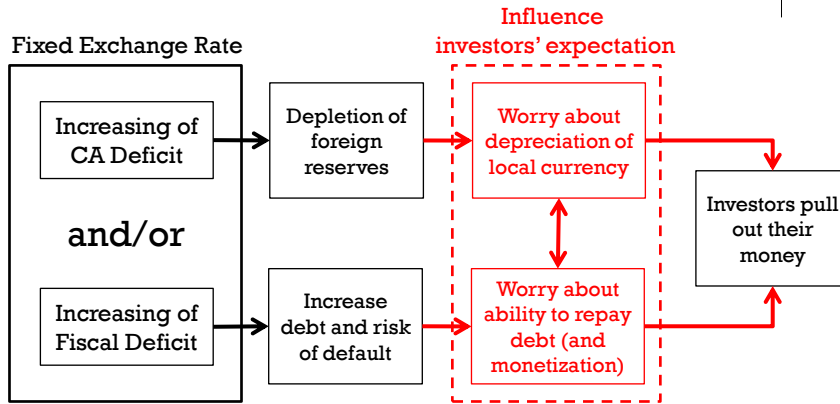 Influence
investors' expectation
Fixed Exchange Rate
Increasing of
CA Deficit
Depletion of
foreign
reserves
Worry about
depreciation of
local currency
Investors pull
out their
money
and/or
Increasing of
Fiscal Deficit
Increase
debt and risk
of default
Worry about
ability to repay
debt (and
monetization)